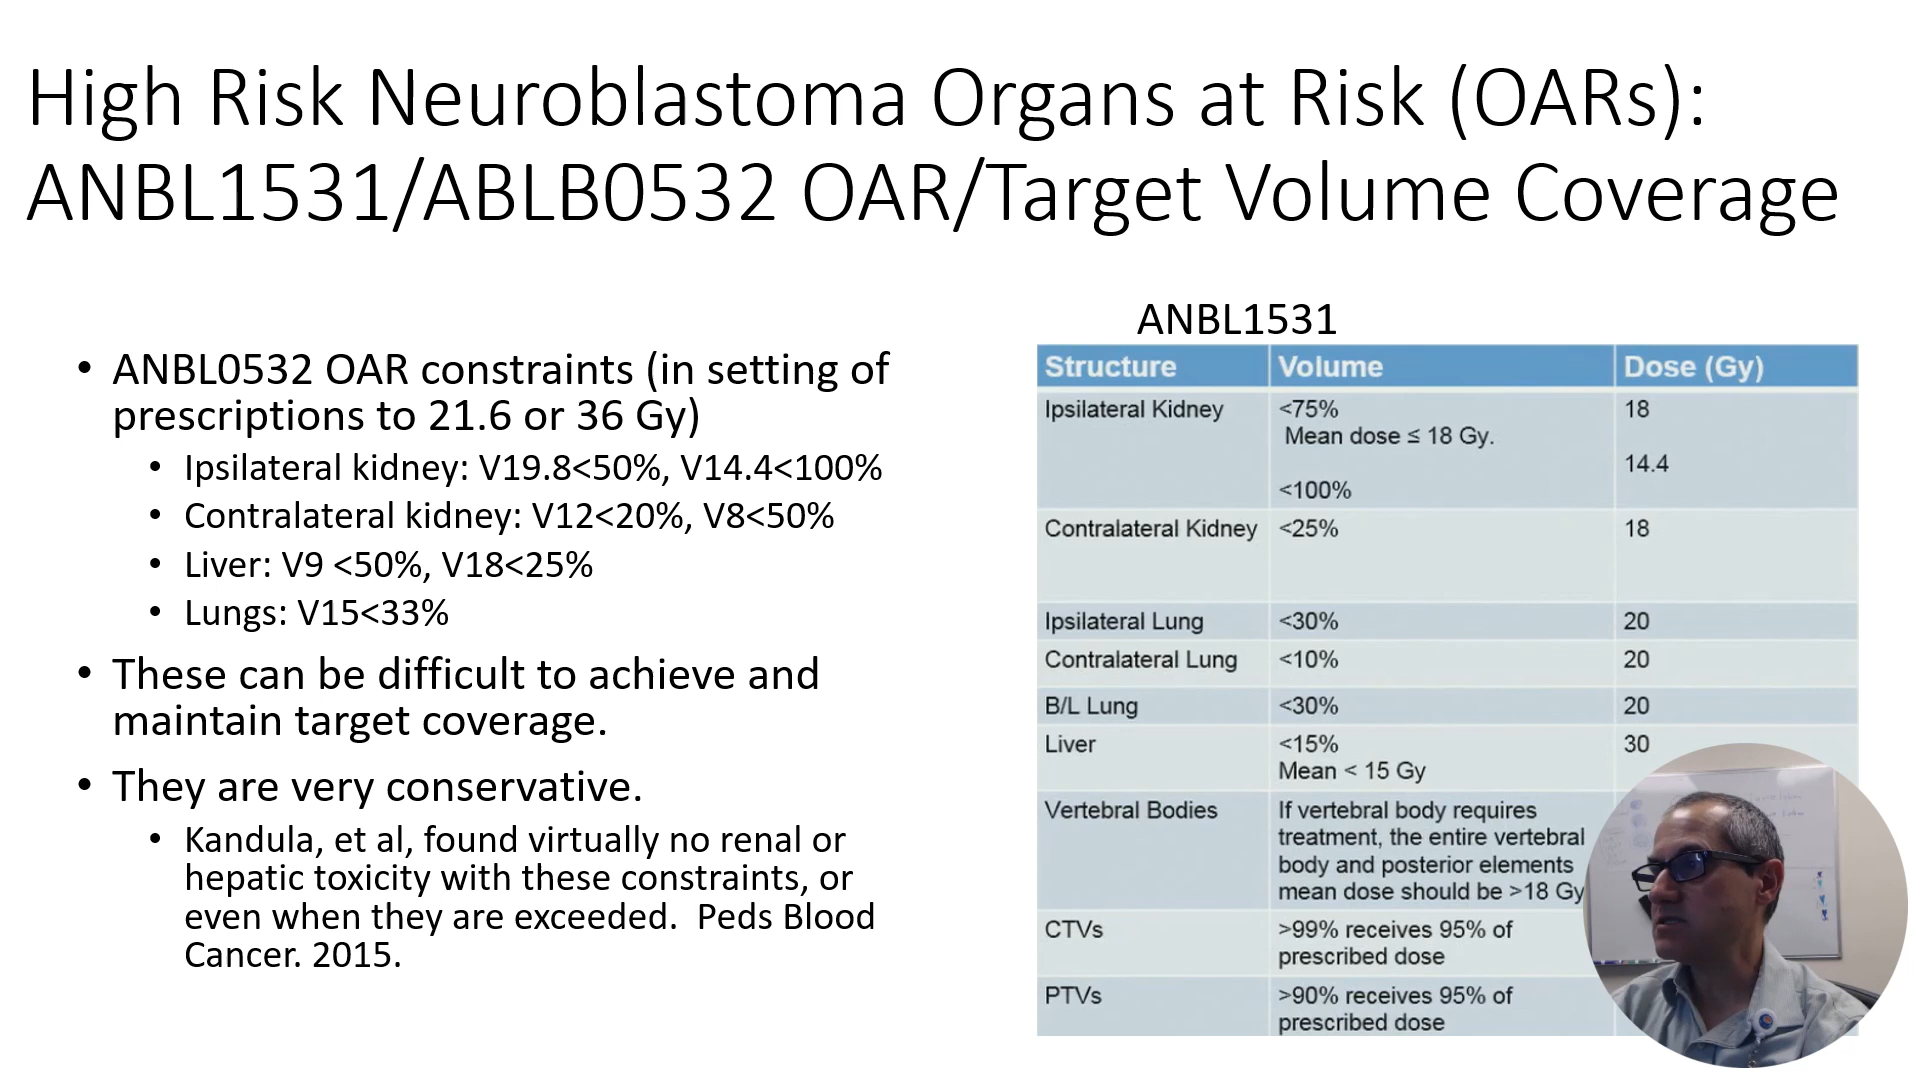 High Risk Neuroblastoma Organs at Risk (OARs):
ANBL1531/ABLB0532 OAR/Target Volume Coverage
• ANBL0532 OAR constraints (in setting of
prescriptions to 21.6 or 36 Gy)
• Ipsilateral kidney: V19.8<50%, V14.4<100%
• Contralateral kidney: V12<20%, V8<50%
• Liver: V9 <50%, V18<25%
• Lungs: V15<33%
• These can be difficult to achieve and
maintain target coverage.
• They are very conservative.
• Kandula, et al, found virtually no renal or
hepatic toxicity with these constraints, or
even when they are exceeded.  Peds Blood
Cancer. 2015.
ANBL1531
Structure Volume Dose (Gy)
Ipsilateral Kidney <75% 18
Mean dose ≤ 18 Gy.
14.4
<100%
Contralateral Kidney <25% 18
Ipsilateral Lung <30% 20
Contralateral Lung <10% 20
B/L Lung <30% 20
Liver <15% 30
Mean < 15 Gy
Vertebral Bodies If vertebral body requires
treatment, the entire vertebral
body and posterior elements
mean dose should be >18 Gy
CTVs >99% receives 95% of
prescribed dose
PTVs >90% receives 95% of
prescribed dose